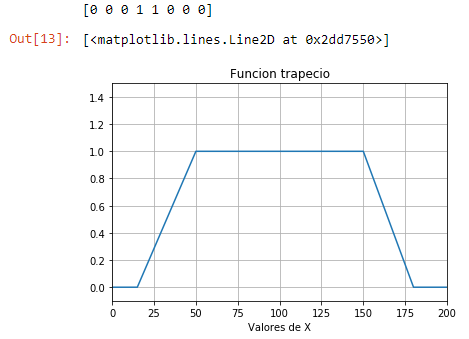 [0 0 0 1 1 0 0 0]
Out[13]: [<matplotlib.lines.Line2D at 0x2dd7550>]
Funcion trapecio
1.4
1.2
1.0
0.8
0.6
0.4
0.2
0.0
0 25 50 75 100 125 150 175 200
Valores de X